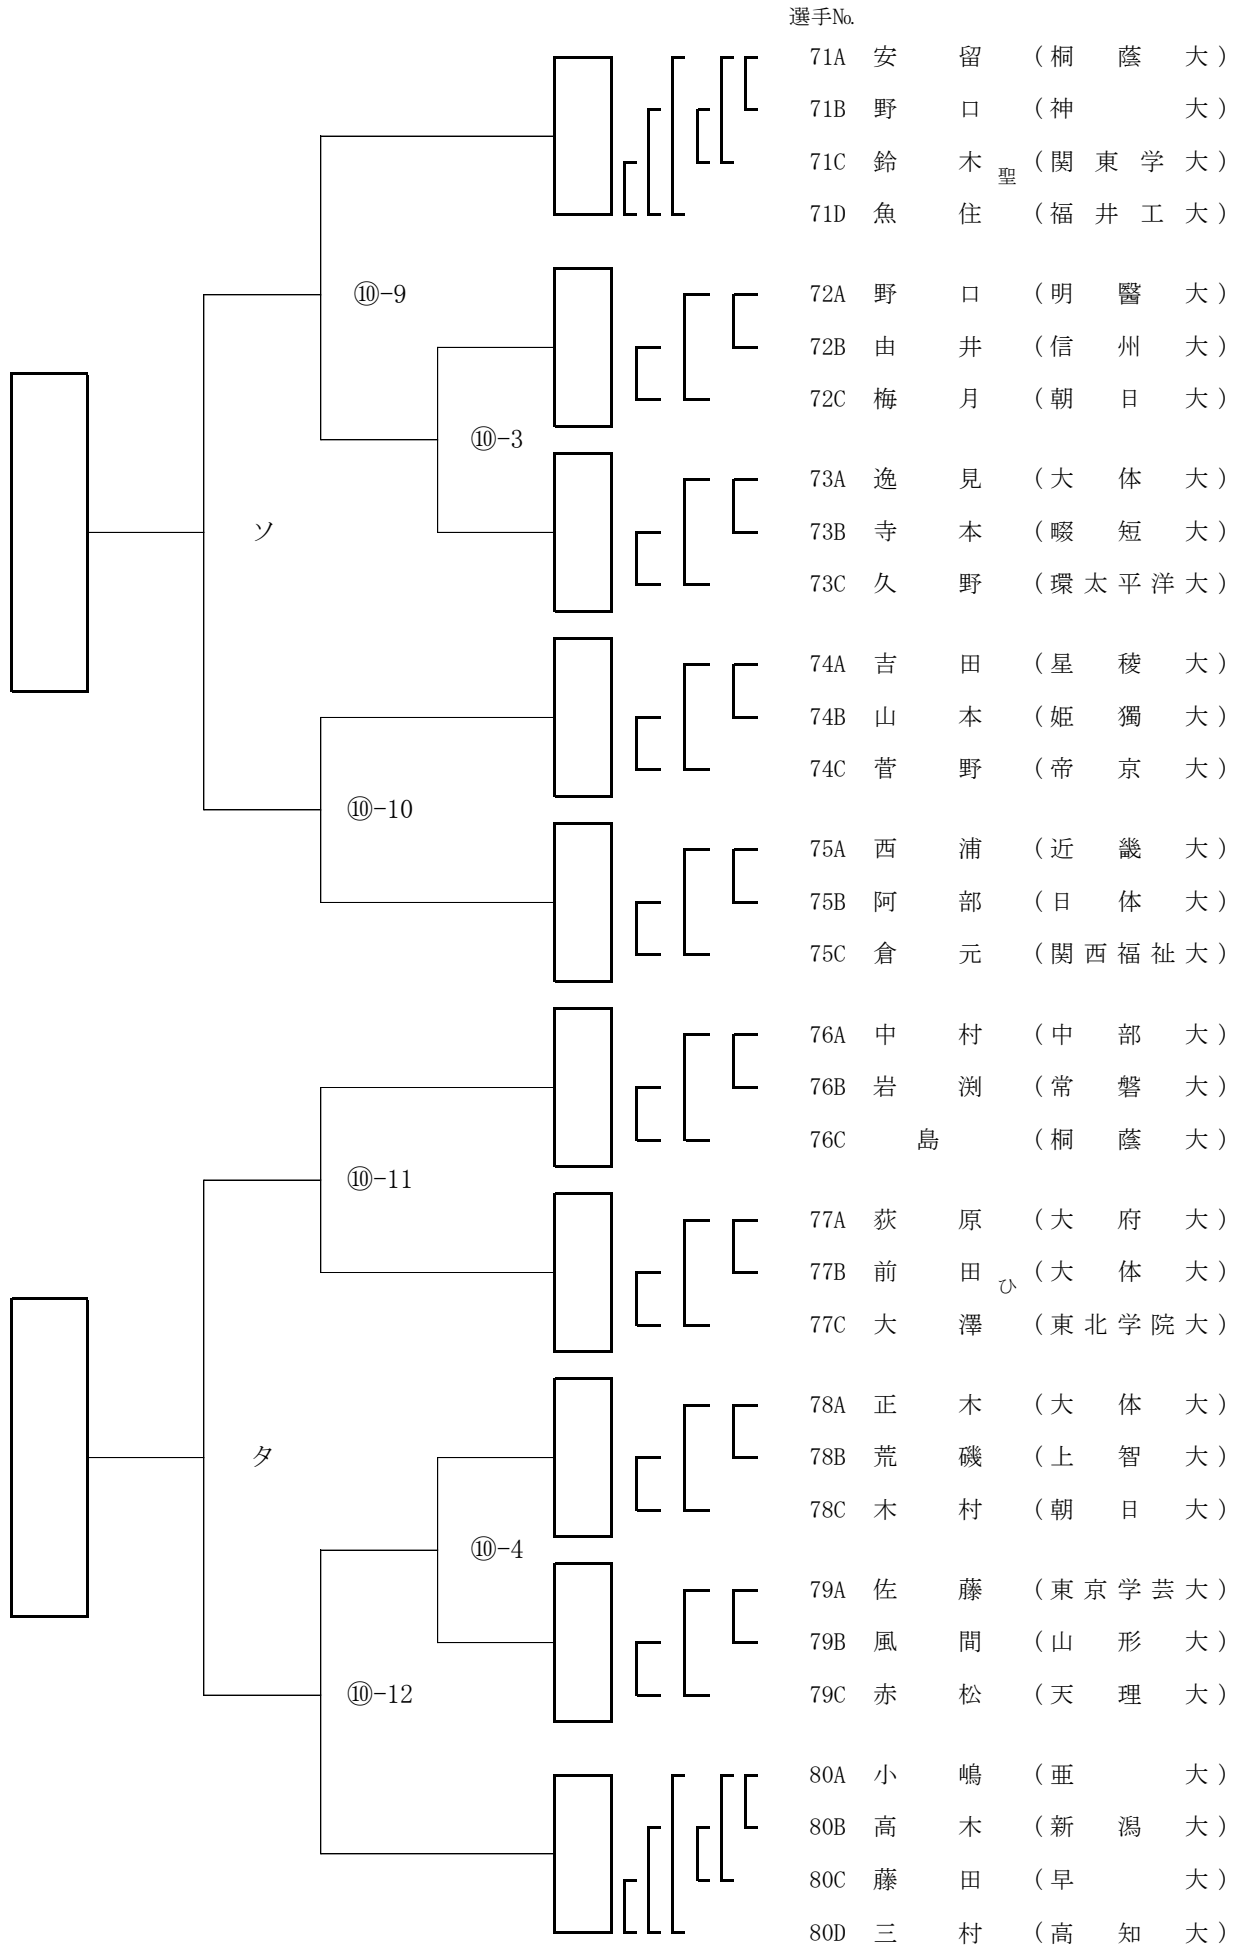 選手№
71A 安留（桐蔭大）
71B 野口（神大）
71C 鈴木聖（関東学大）
71D 魚住（福井工大）
⑩-9
72A 野口（明醫大）
72B 由井（信州大）
72C 梅月（朝日大）
⑩-3
73A 逸見（大体大）
ソ
73B 寺本（畷短大）
73C 久野（環太平洋大）
74A 吉田（星稜大）
74B 山本（姫獨大）
74C 菅野（帝京大）
⑩-10
75A 西浦（近畿大）
75B 阿部（日体大）
75C 倉元（関西福祉大）
76A 中村（中部大）
76B 岩渕（常磐大）
76C 島（桐蔭大）
⑩-11
77A 荻原（大府大）
77B 前田ひ（大体大）
77C 大澤（東北学院大）
78A 正木（大体大）
タ
78B 荒磯（上智大）
78C 木村（朝日大）
⑩-4
79A 佐藤（東京学芸大）
79B 風間（山形大）
⑩-12
79C 赤松（天理大）
80A 小嶋（亜大）
80B 高木（新潟大）
80C 藤田（早大）
80D 三村（高知大）